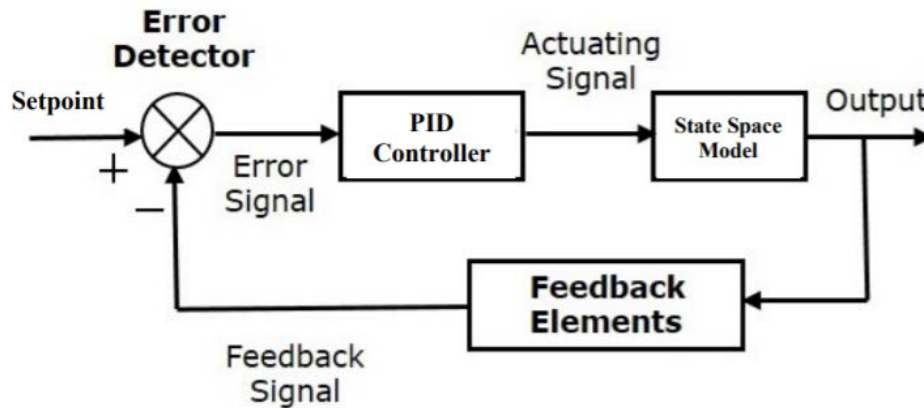 Error
Detector
Setpoint
+
−
Error
Signal
PID
Controller
Actuating
Signal
State Space
Model
Output
Feedback
Elements
Feedback
Signal